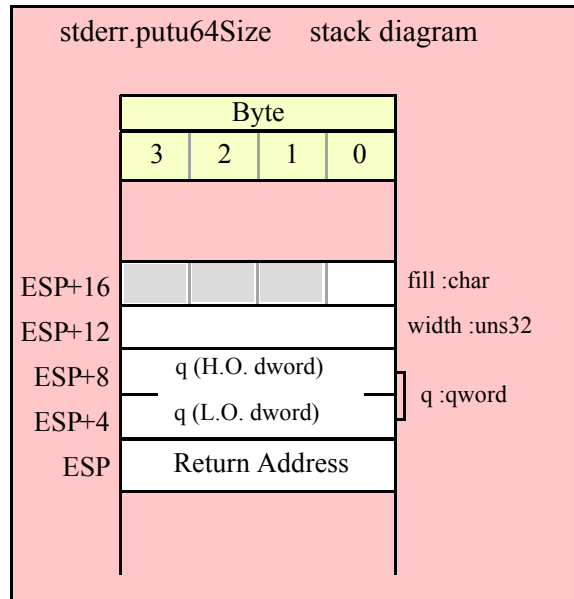 stderr.putu64Size stack diagram
Byte
3 2 1 0
ESP+16 fill :char
ESP+12 width :uns32
ESP+8 q (H.O. dword)
q :qword
ESP+4 q (L.O. dword)
ESP Return Address